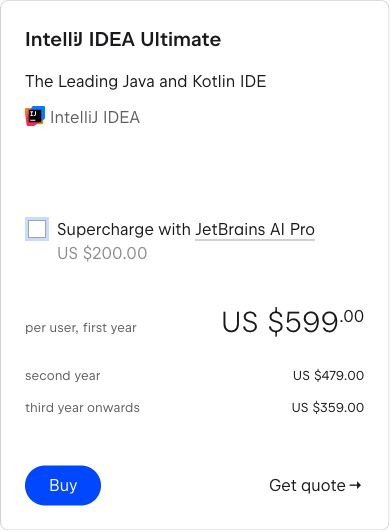 IntelliJ IDEA Ultimate
The Leading Java and Kotlin IDE
IJ IntelliJ IDEA
Supercharge with JetBrains AI Pro
US $200.00
per user, first year US $599.00
second year US $479.00
third year onwards US $359.00
Buy Get quote →